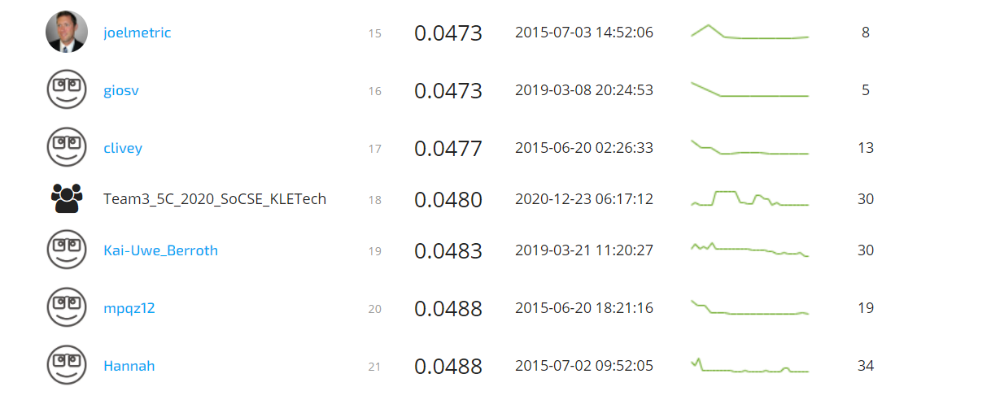 joelmetric 15 0.0473 2015-07-03 14:52:06 8
giosv 16 0.0473 2019-03-08 20:24:53 5
clivey 17 0.0477 2015-06-20 02:26:33 13
Team3_5C_2020_SoCSE_KLETech 18 0.0480 2020-12-23 06:17:12 30
Kai-Uwe_Berroth 19 0.0483 2019-03-21 11:20:27 30
mpqz12 20 0.0488 2015-06-20 18:21:16 19
Hannah 21 0.0488 2015-07-02 09:52:05 34